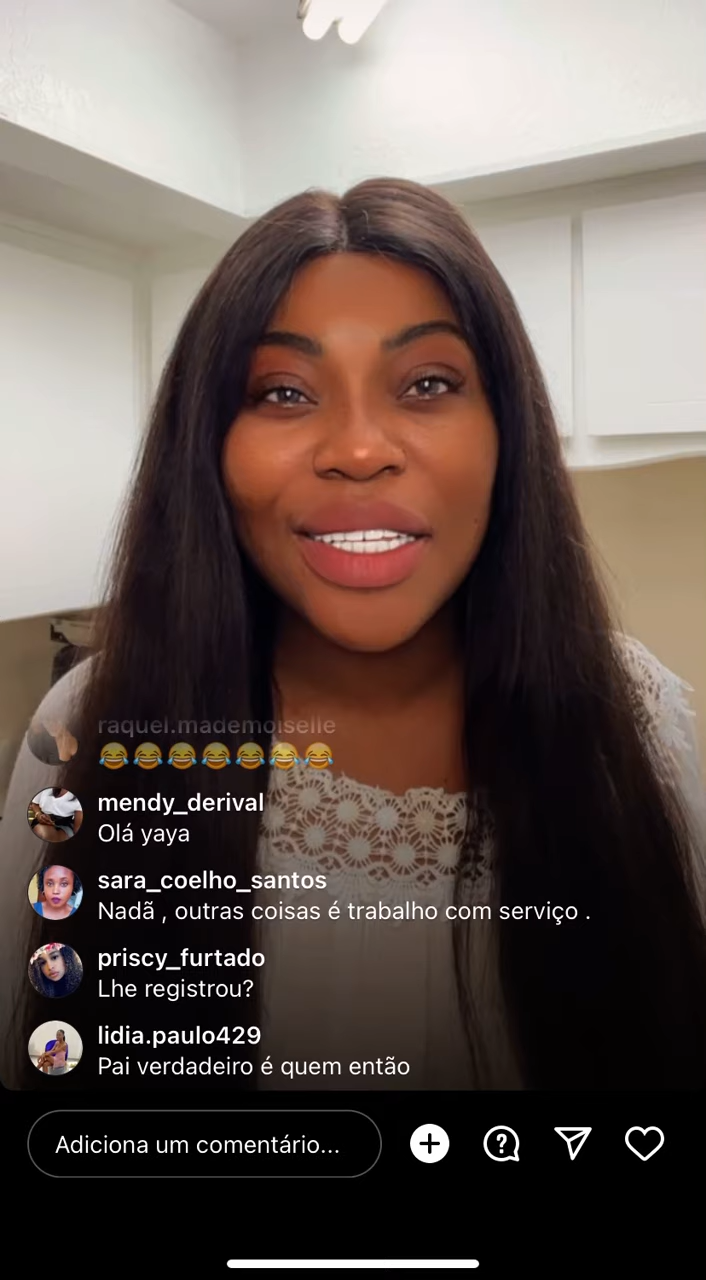 raquel.mademoiselle
😂😂😂😂😂😂😂
mendy_derival
Olá yaya
sara_coelho_santos
Nadã , outras coisas é trabalho com serviço .
priscy_furtado
Lhe registrou?
lidia.paulo429
Pai verdadeiro é quem então
Adiciona um comentário...